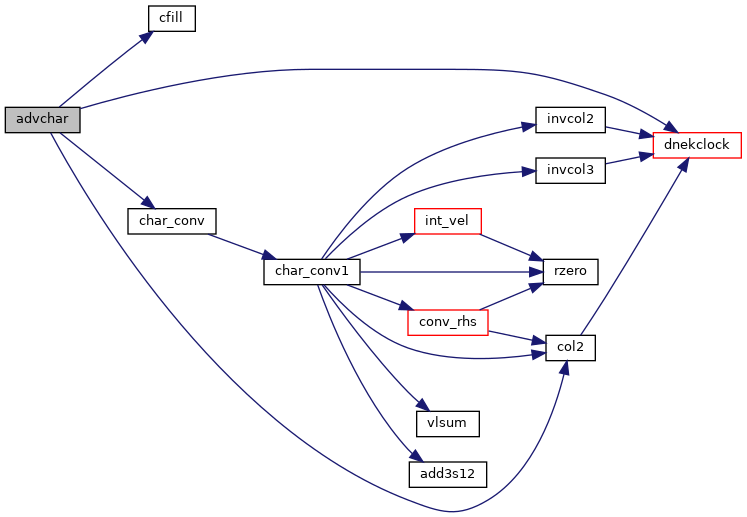 cfill
advchar
invcol2
dnekclock
invcol3
char_conv
int_vel
char_conv1
rzero
conv_rhs
col2
vlsum
add3s12